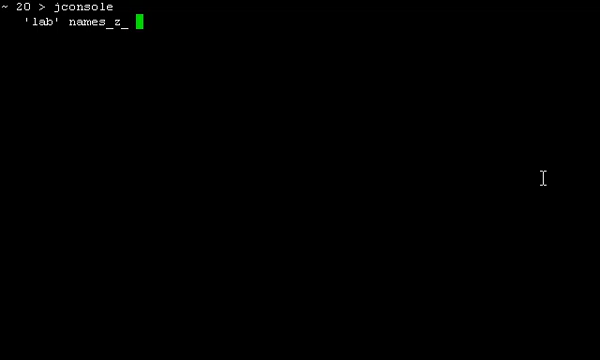 ~ 20 > jconsole
   'lab' names_z_